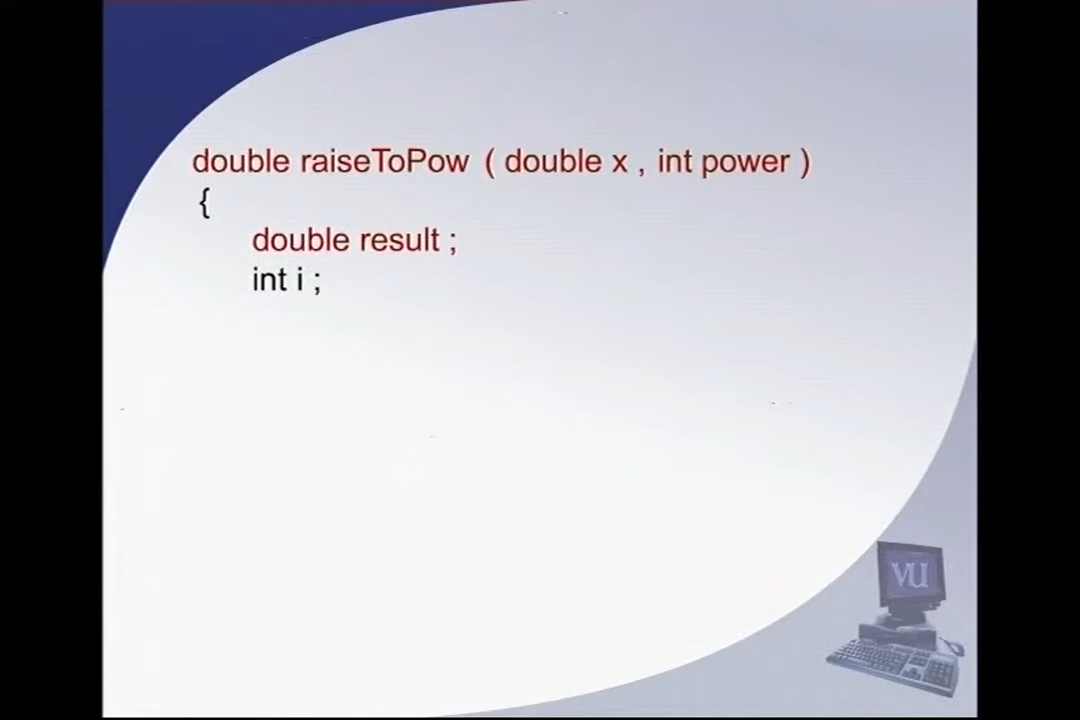 double raiseToPow ( double x , int power )
{
double result ;
int i ;
VU